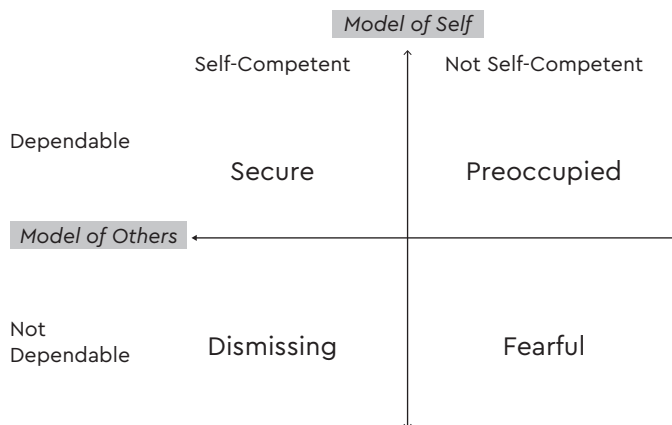 Model of Self
Self-Competent Not Self-Competent
Dependable
Secure Preoccupied
Model of Others
Not
Dependable
Dismissing Fearful